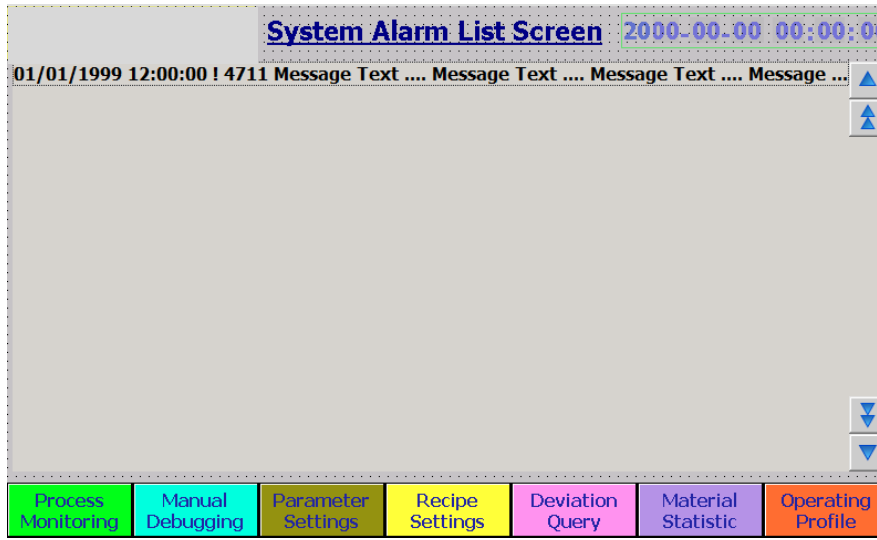 System Alarm List Screen 2000-00-00 00:00:0
01/01/1999 12:00:00 ! 4711 Message Text .... Message Text .... Message Text .... Message ...
Process Monitoring
Manual Debugging
Parameter Settings
Recipe Settings
Deviation Query
Material Statistic
Operating Profile